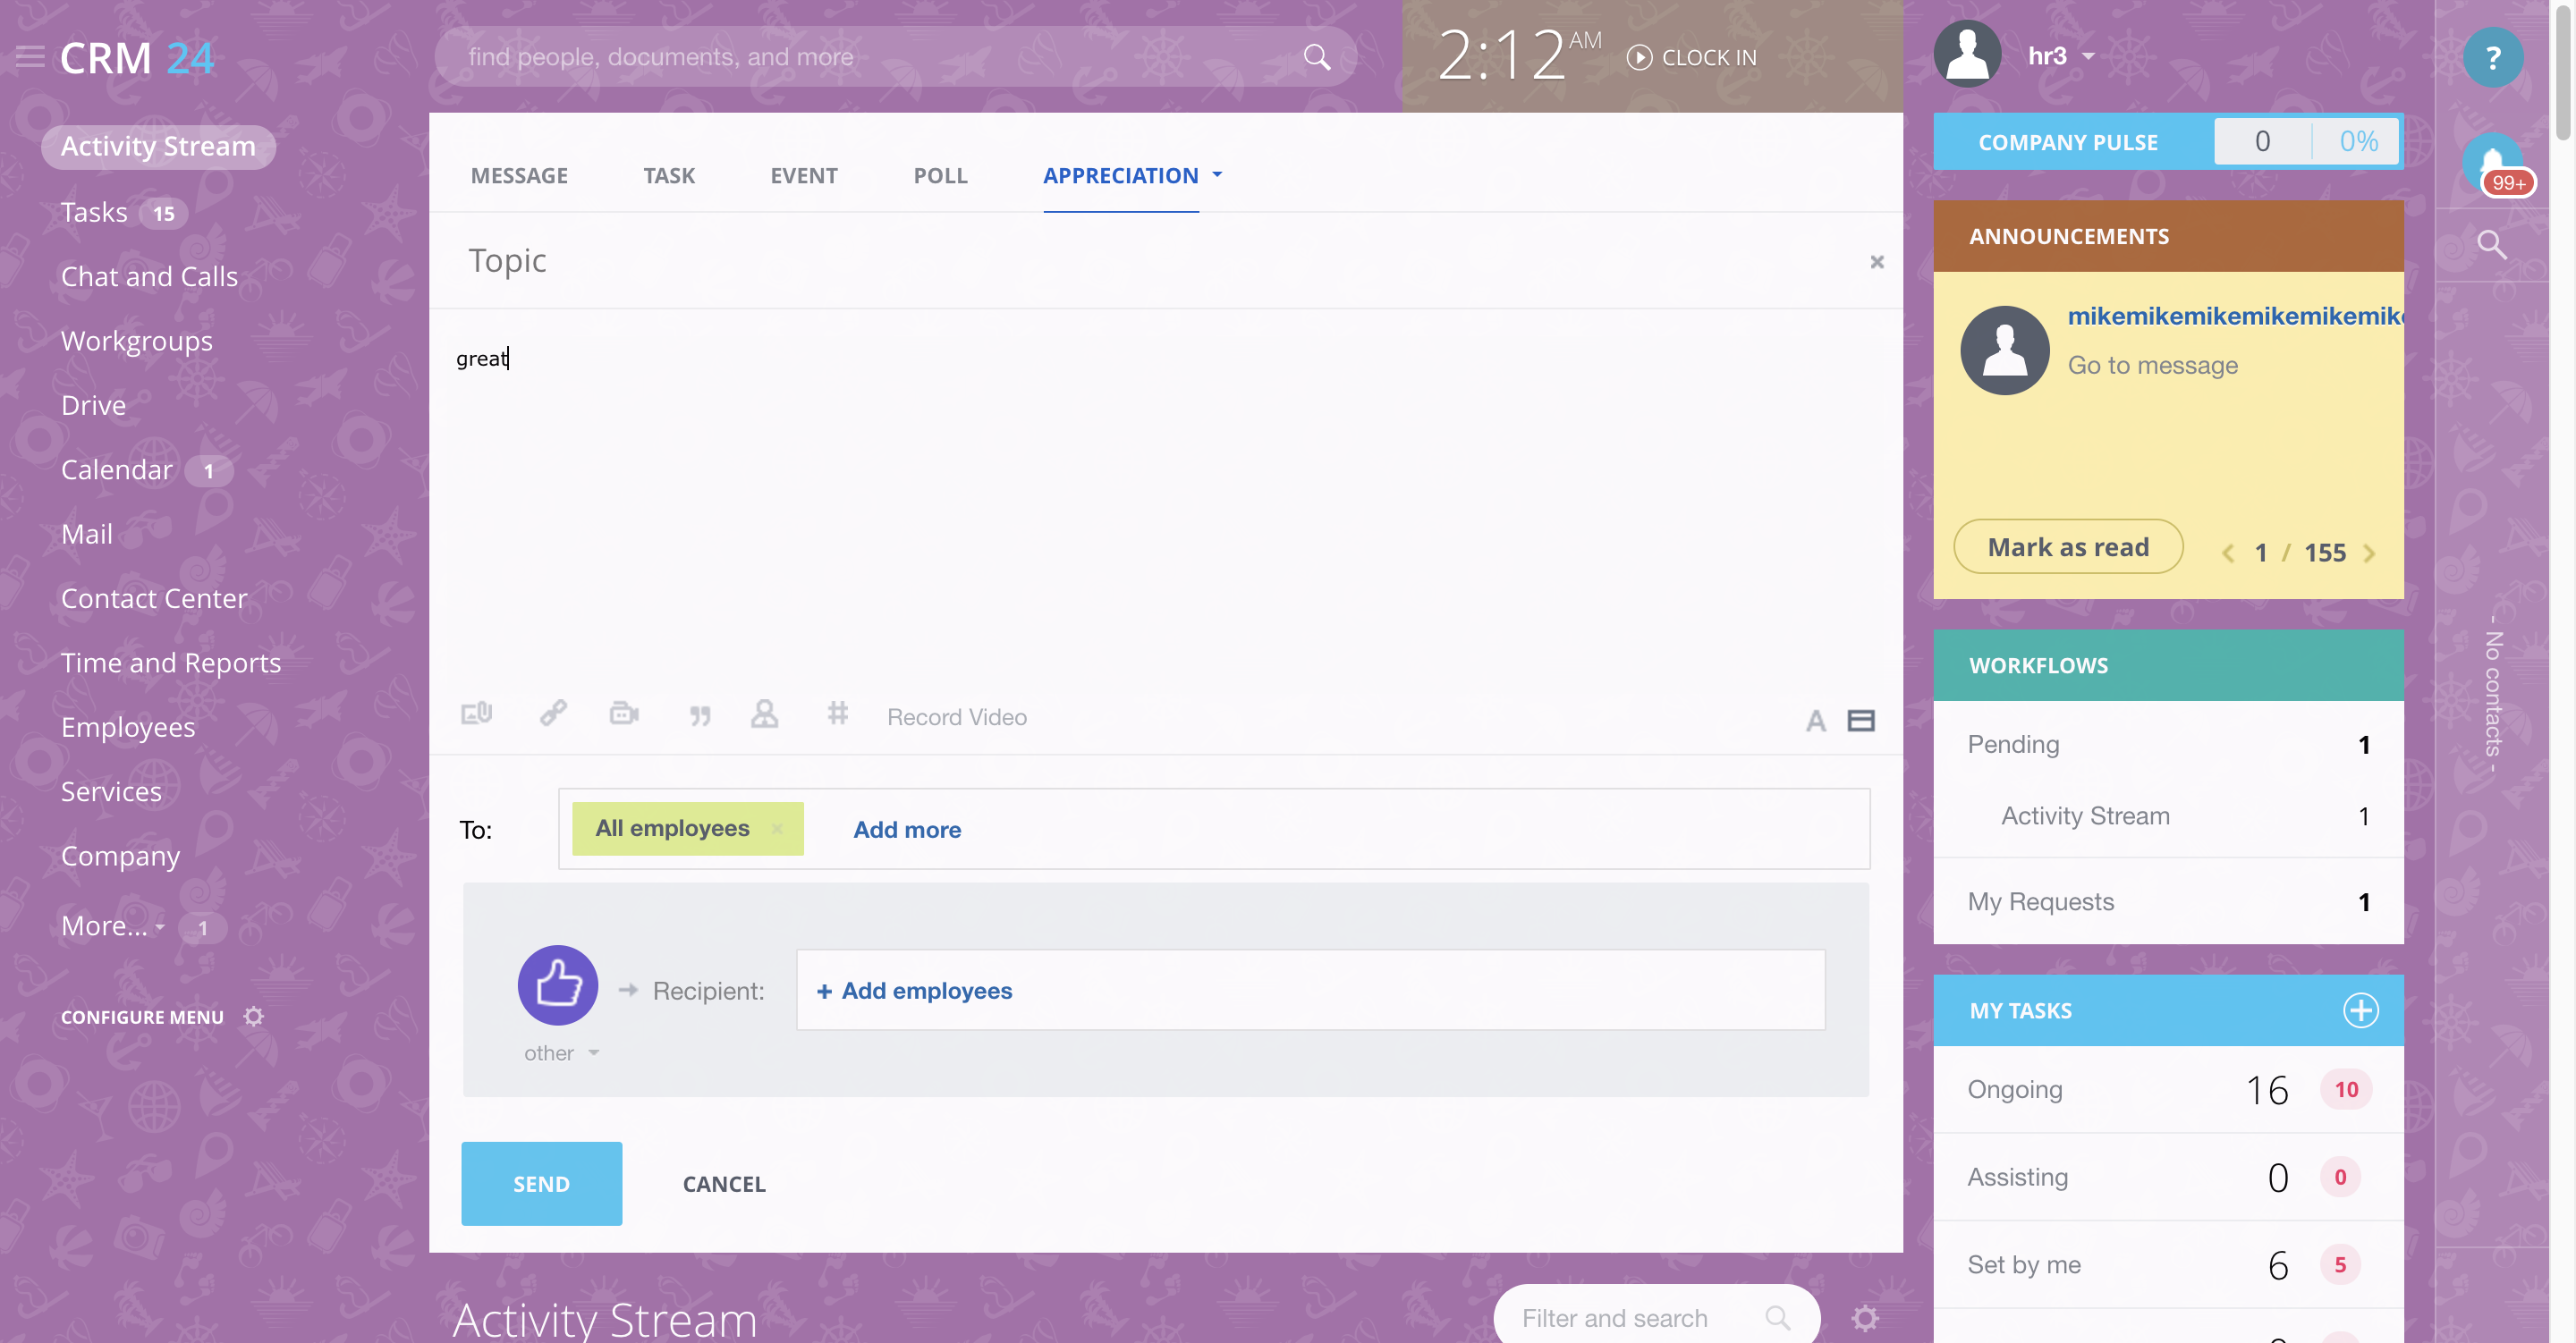 CRM 24
find people, documents, and more
2:12 AM
CLOCK IN
hr3
?
Activity Stream
Tasks 15
Chat and Calls
Workgroups
Drive
Calendar 1
Mail
Contact Center
Time and Reports
Employees
Services
Company
More... 1
CONFIGURE MENU
MESSAGE TASK EVENT POLL APPRECIATION
Topic
great
Record Video
A
To: All employees Add more
Recipient: + Add employees
other
SEND CANCEL
Activity Stream
Filter and search
COMPANY PULSE 0 0%
ANNOUNCEMENTS
mikemikemikemikemikemik
Go to message
Mark as read 1 / 155
WORKFLOWS
Pending 1
Activity Stream 1
My Requests 1
MY TASKS
Ongoing 16 10
Assisting 0 0
Set by me 6 5
99+
- No contacts -